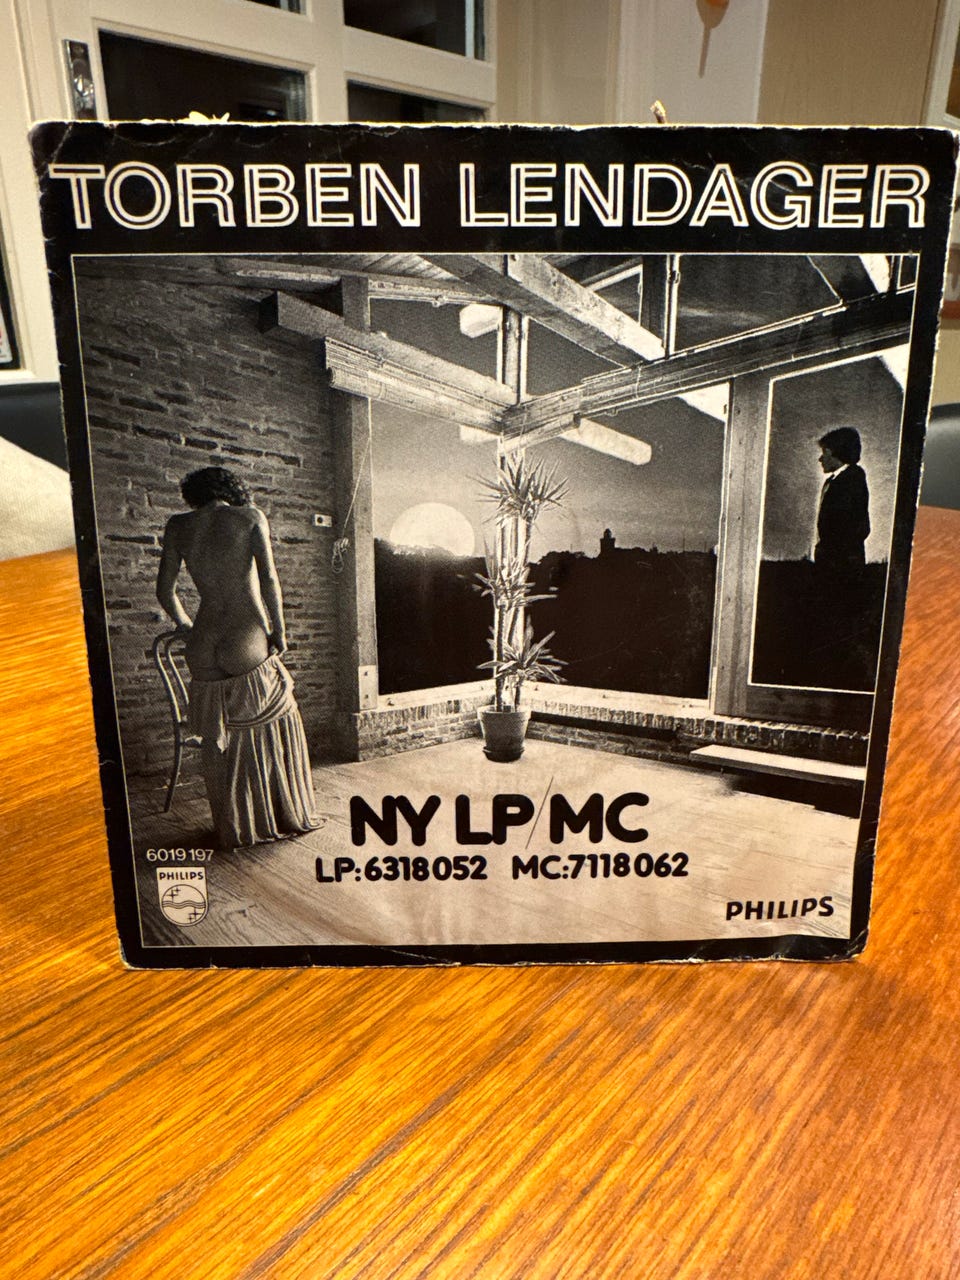 TORBEN LENDAGER
NY LP/MC
LP:6318052 MC:7118062
6019197
PHILIPS
PHILIPS